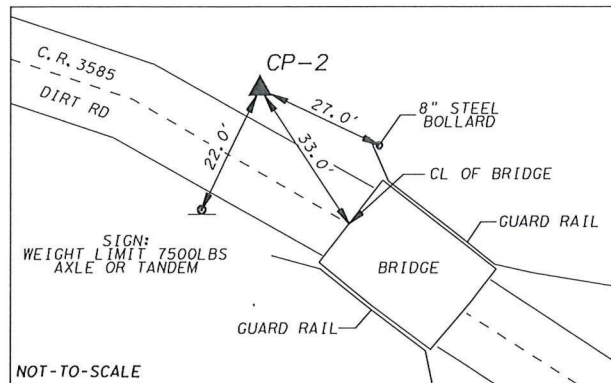 C.R. 3585
DIRT RD
CP-2
27.0'
33.0'
22.0'
8" STEEL
BOLLARD
CL OF BRIDGE
GUARD RAIL
SIGN:
WEIGHT LIMIT 7500LBS
AXLE OR TANDEM
BRIDGE
GUARD RAIL
NOT-TO-SCALE